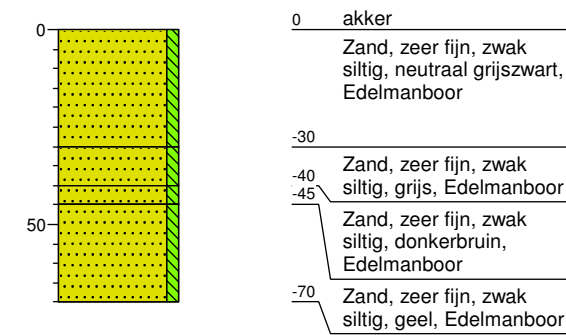 0
50
0 akker
Zand, zeer fijn, zwak
siltig, neutraal grijszwart,
Edelmanboor
-30
Zand, zeer fijn, zwak
siltig, grijs, Edelmanboor
-40
-45
Zand, zeer fijn, zwak
siltig, donkerbruin,
Edelmanboor
-70
Zand, zeer fijn, zwak
siltig, geel, Edelmanboor